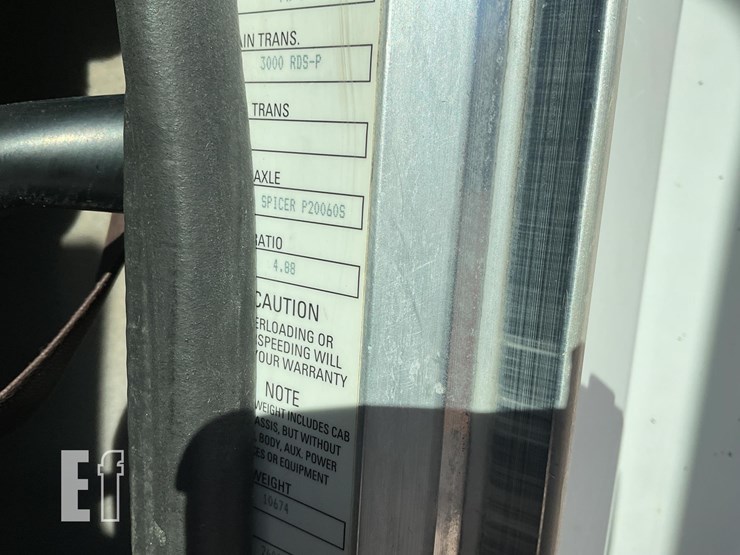 AIN TRANS.
3000 RDS-P
TRANS
AXLE
SPICER P20060S
RATIO
4.88
CAUTION
ERLOADING OR
SPEEDING WILL
YOUR WARRANTY
NOTE
WEIGHT INCLUDES CAB
ASSIS, BUT WITHOUT
BODY, AUX. POWER
ES OR EQUIPMENT
WEIGHT
10674
Ef